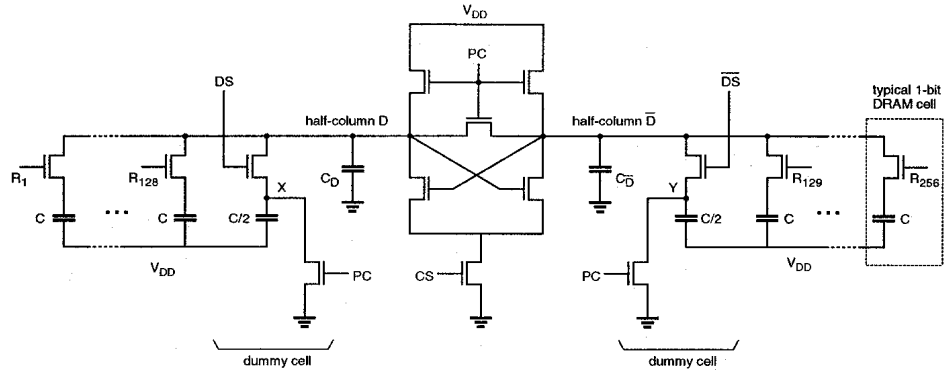 V_DD
PC
DS
D̅S̅
typical 1-bit
DRAM cell
half-column D
half-column D̅
R_1
R_128
X
C_D
C_D̅
Y
R_129
R_256
C
...
C
C/2
C/2
C
...
C
V_DD
PC
CS
PC
V_DD
dummy cell
dummy cell